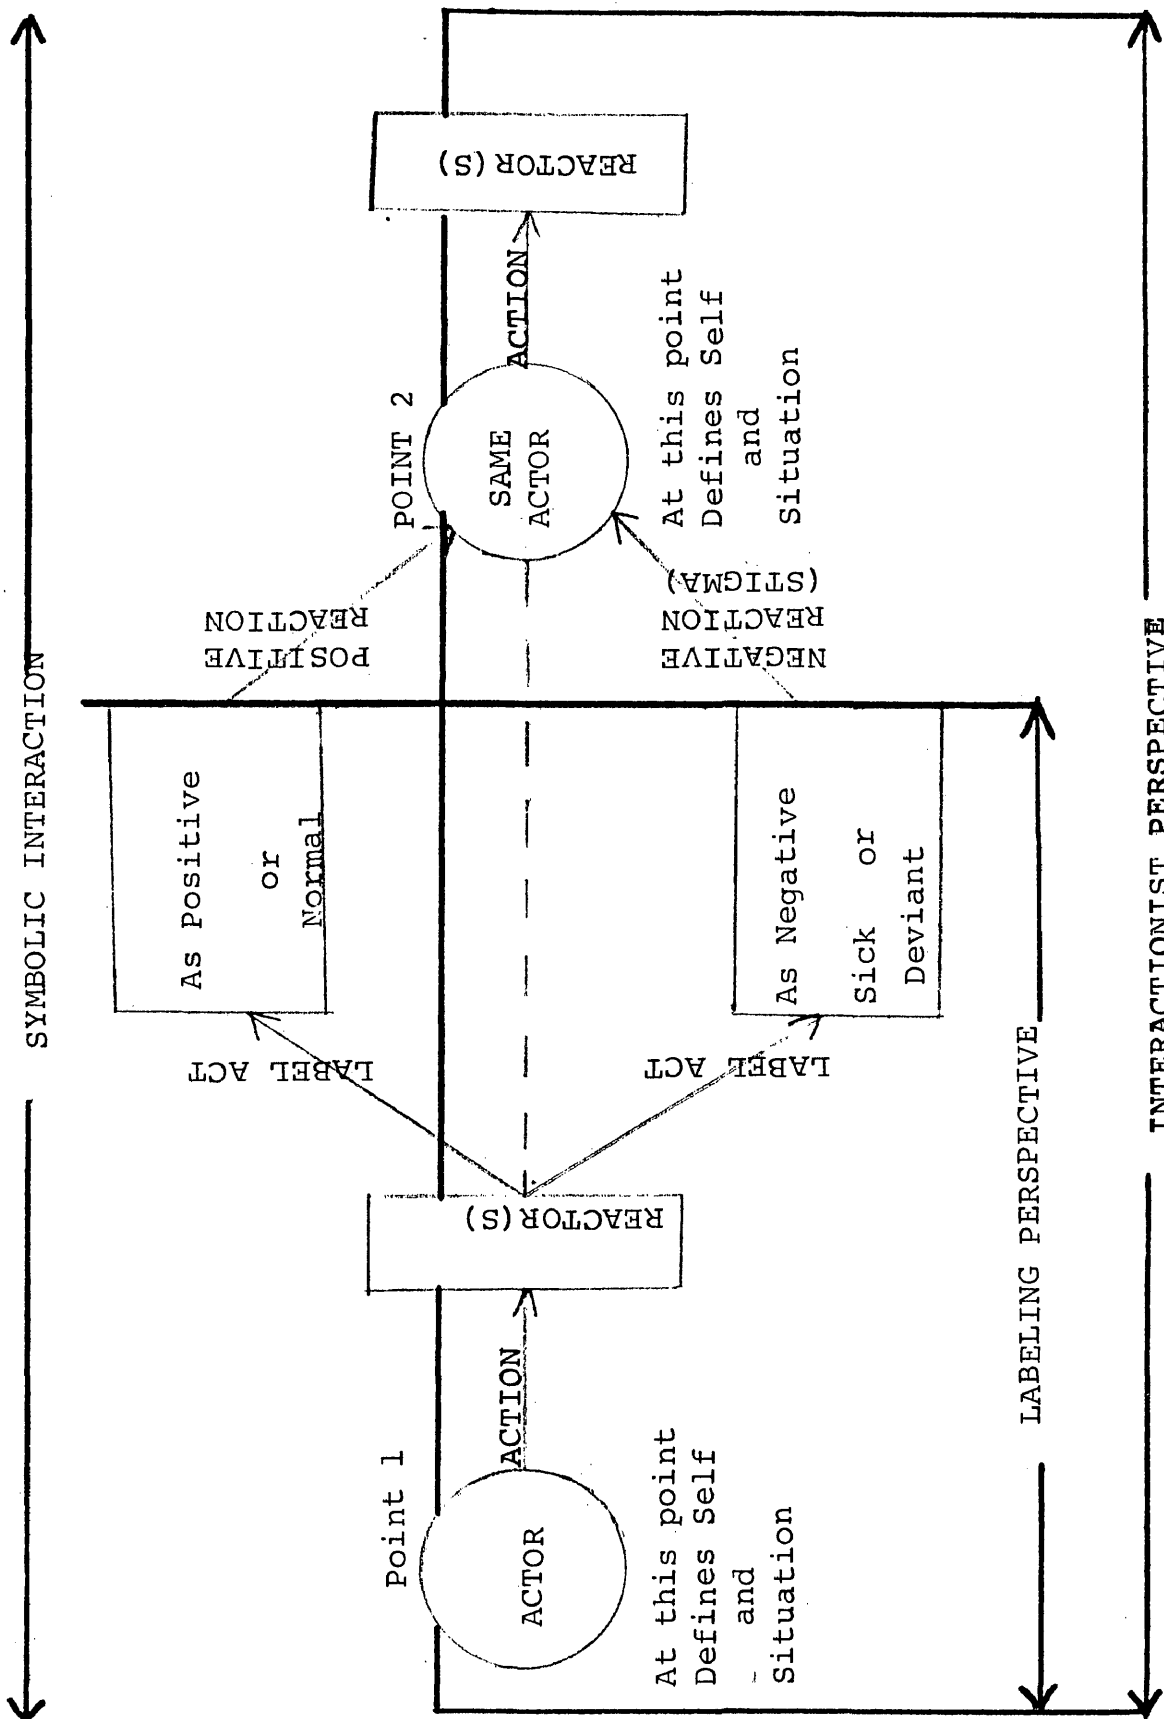 SYMBOLIC INTERACTION
Point 1
ACTOR
At this point
Defines Self
and
Situation
ACTION
REACTOR(S)
LABEL ACT
As Positive
or
Normal
LABEL ACT
As Negative
Sick or
Deviant
POSITIVE
REACTION
NEGATIVE
REACTION
(STIGMA)
POINT 2
SAME
ACTOR
At this point
Defines Self
and
Situation
ACTION
REACTOR(S)
LABELING PERSPECTIVE
INTERACTIONIST PERSPECTIVE